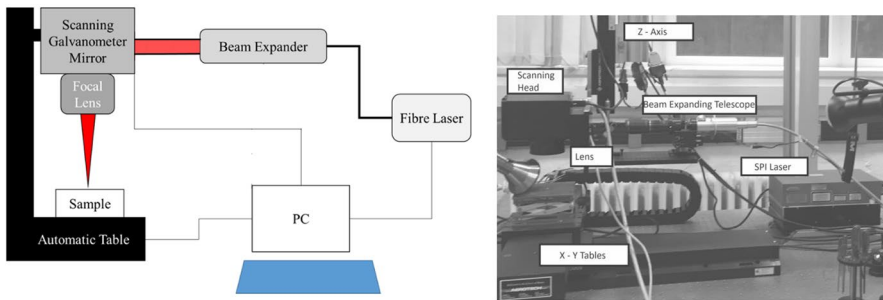 Scanning
Galvanometer
Mirror
Beam Expander
Focal
Lens
Fibre Laser
Sample
PC
Automatic Table
Z - Axis
Scanning
Head
Beam Expanding Telescope
Lens
SPI Laser
X - Y Tables